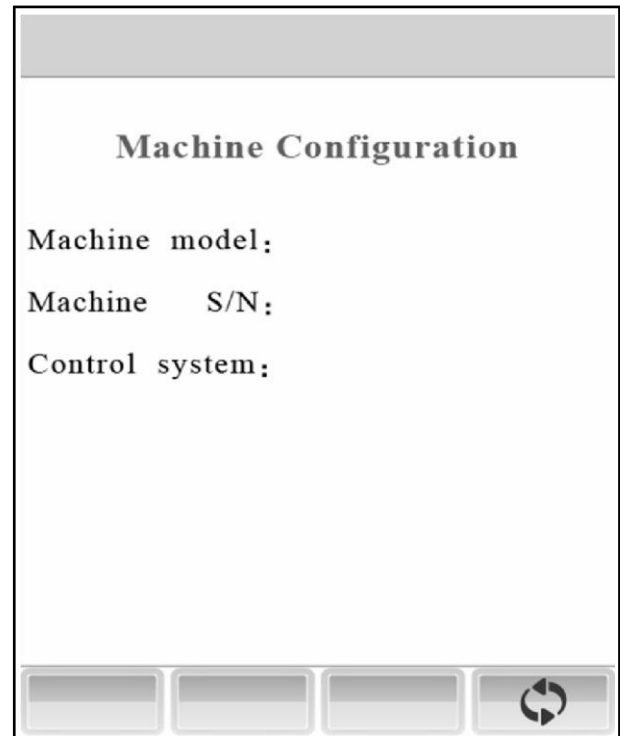 Machine Configuration
Machine model：
Machine S/N：
Control system：